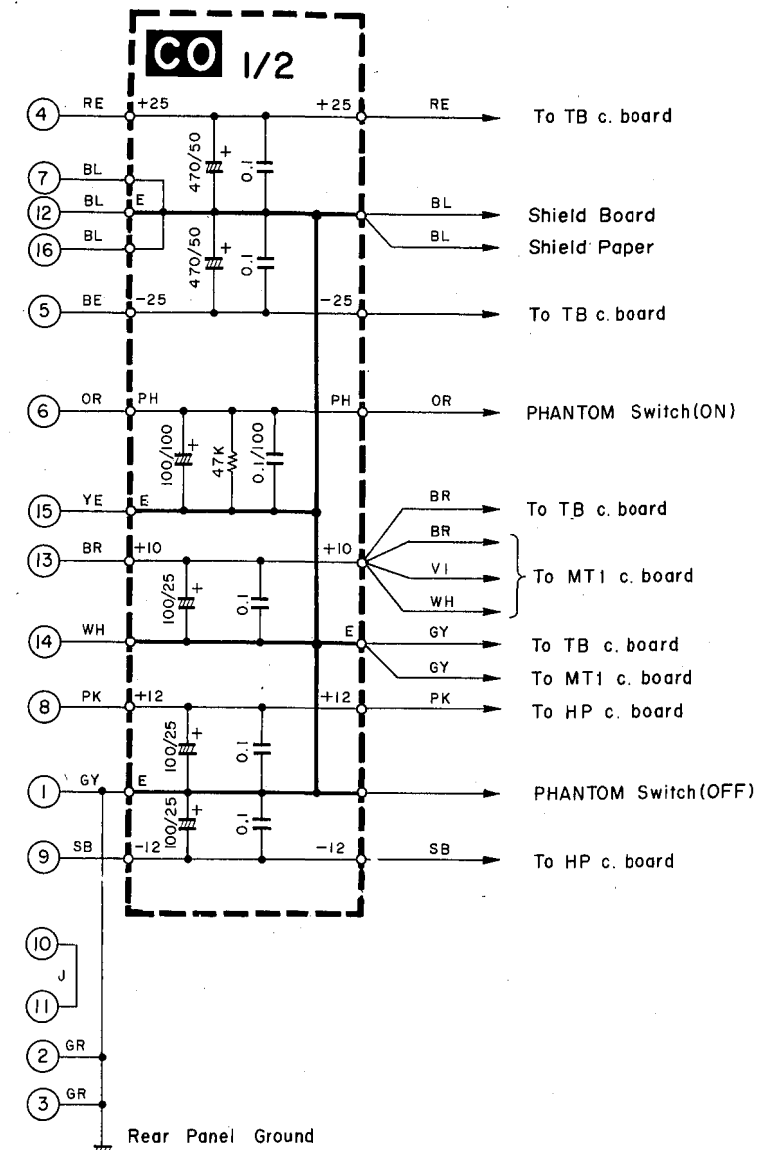 CO 1/2
4 RE +25 +25 RE To TB c. board
470/50 + 0.1
7 BL
12 BL E BL Shield Board
16 BL BL Shield Paper
470/50 + 0.1
5 BE -25 -25 To TB c. board
6 OR PH PH OR PHANTOM Switch(ON)
100/100 + 47K 0.1/100
15 YE E BR To TB c. board
13 BR +10 +10 BR
VI To MT1 c. board
WH
100/25 + 0.1
14 WH E GY To TB c. board
GY To MT1 c. board
8 PK +12 +12 PK To HP c. board
100/25 + 0.1
1 GY E PHANTOM Switch(OFF)
100/25 + 0.1
9 SB -12 -12 SB To HP c. board
10
J
11
2 GR
3 GR
Rear Panel Ground